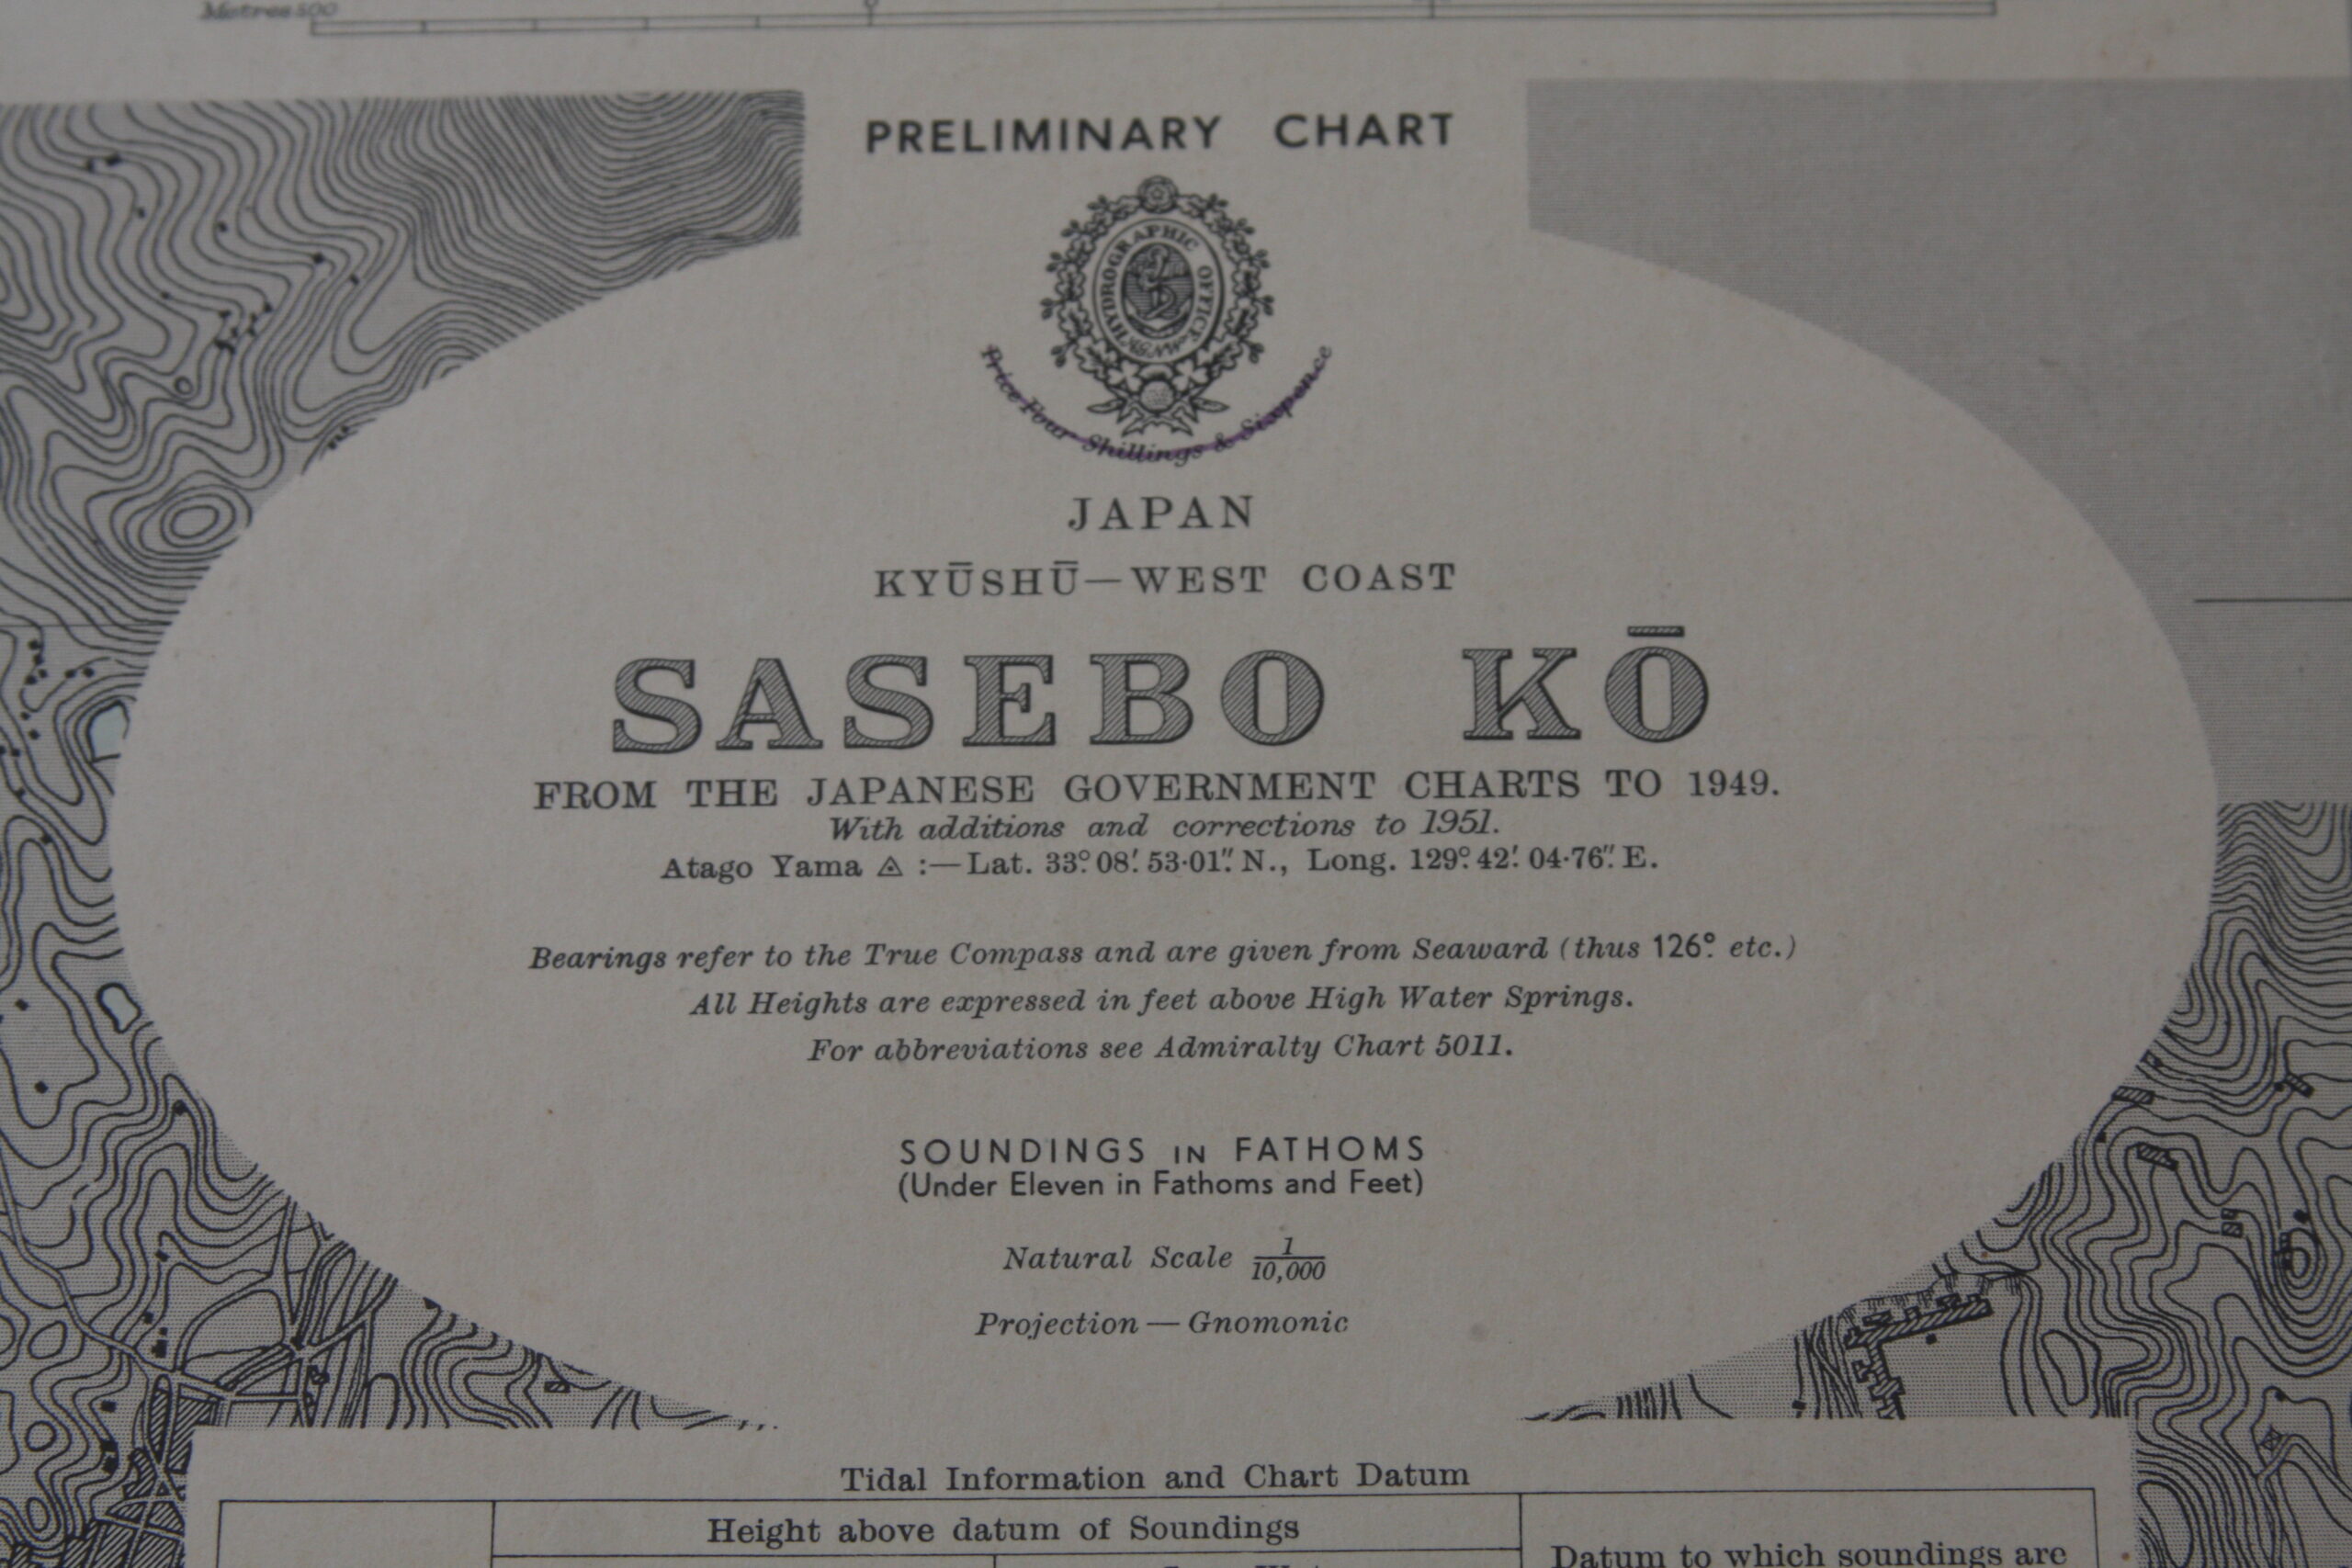 Metres 500
PRELIMINARY CHART
HYDROGRAPHIC OFFICE
Price Four Shillings & Sixpence
JAPAN
KYŪSHŪ—WEST COAST
SASEBO KŌ
FROM THE JAPANESE GOVERNMENT CHARTS TO 1949.
With additions and corrections to 1951.
Atago Yama △ :—Lat. 33° 08′ 53·01″ N., Long. 129° 42′ 04·76″ E.
Bearings refer to the True Compass and are given from Seaward (thus 126° etc.)
All Heights are expressed in feet above High Water Springs.
For abbreviations see Admiralty Chart 5011.
SOUNDINGS IN FATHOMS
(Under Eleven in Fathoms and Feet)
Natural Scale 1/10,000
Projection — Gnomonic
Tidal Information and Chart Datum
Height above datum of Soundings
Datum to which soundings are